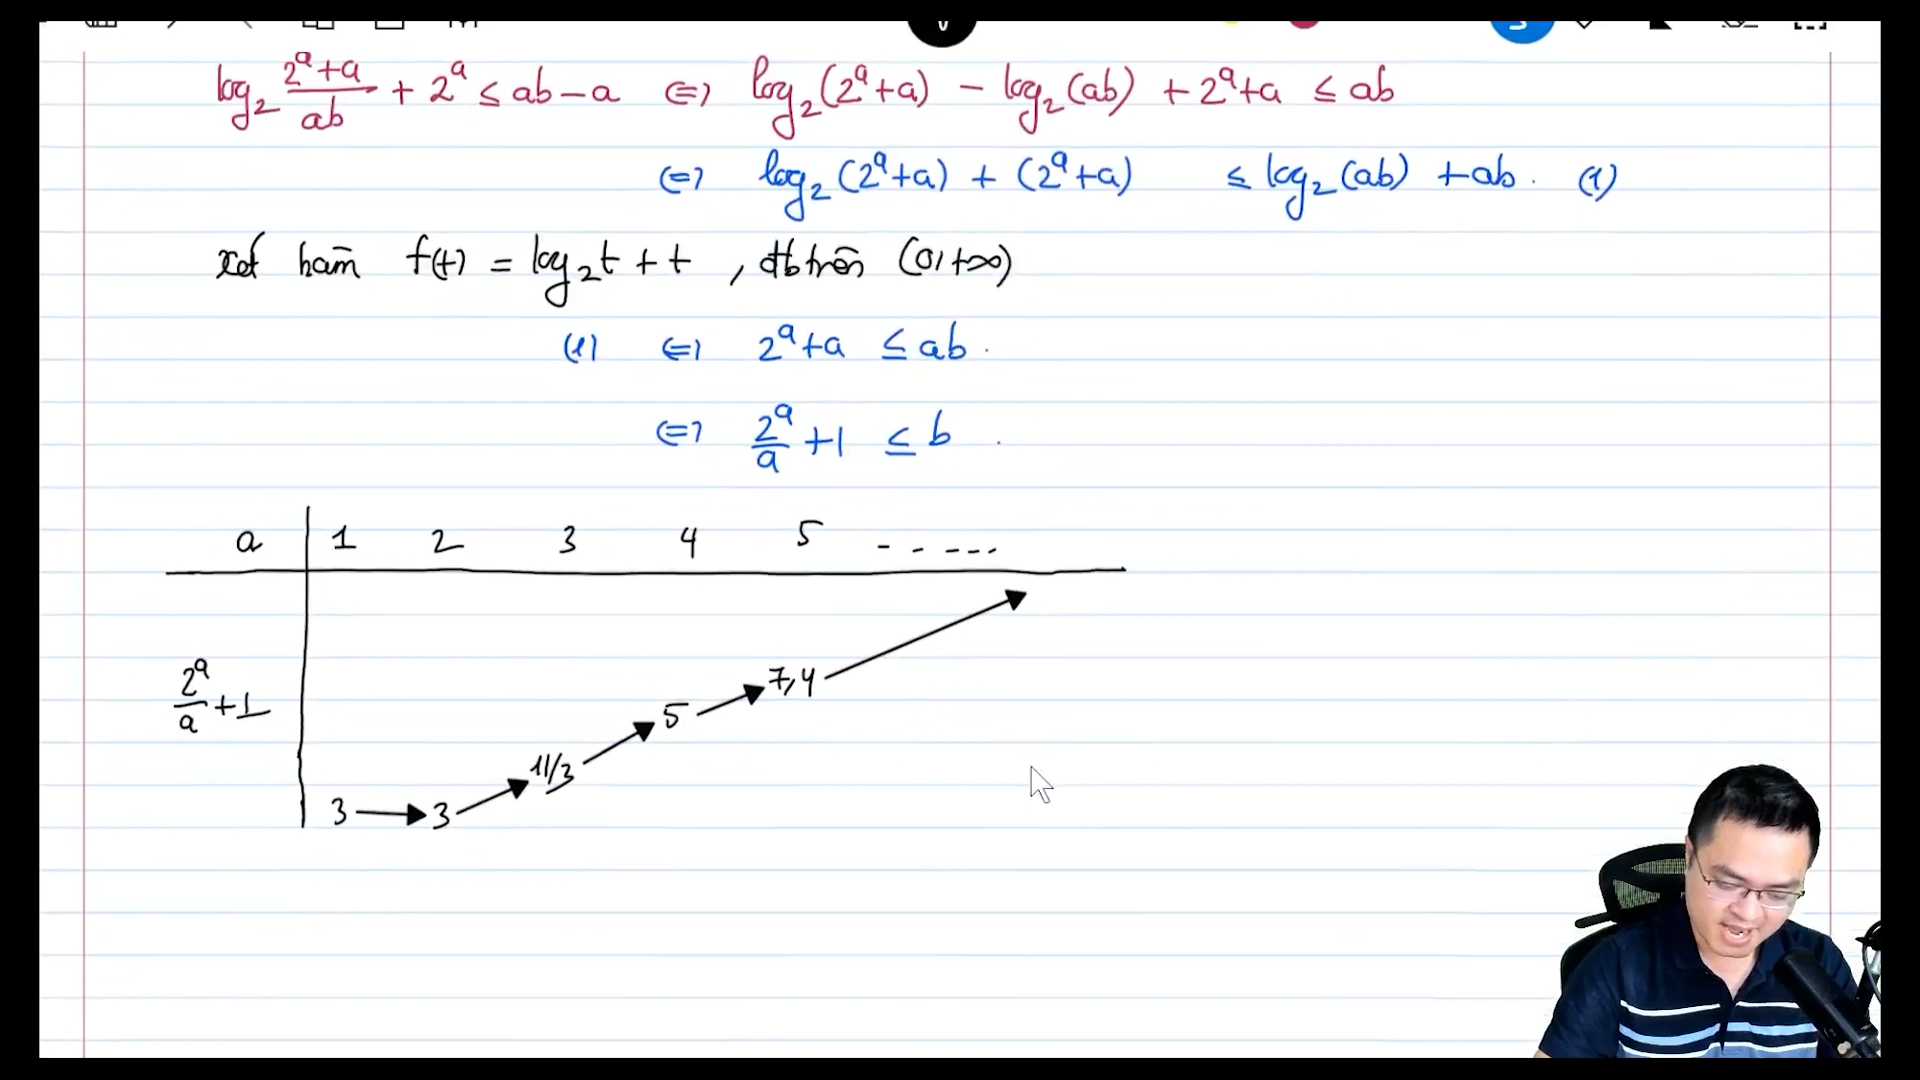 log₂ (2ᵃ+a)/(ab) + 2ᵃ ≤ ab − a ⇔ log₂(2ᵃ+a) − log₂(ab) + 2ᵃ+a ≤ ab
⇔ log₂(2ᵃ+a) + (2ᵃ+a) ≤ log₂(ab) + ab. (1)
xét hàm f(t) = log₂t + t , đb trên (0,+∞)
(1) ⇔ 2ᵃ+a ≤ ab.
⇔ 2ᵃ/a +1 ≤ b .
a 1 2 3 4 5 - - - - -
2ᵃ/a +1 3 3 11/3 5 7,4